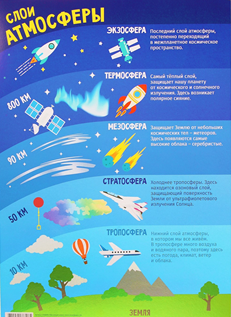 СЛОИ
АТМОСФЕРЫ
ЭКЗОСФЕРА
Последний слой атмосферы,
постепенно переходящий
в межпланетное космическое
пространство.
ТЕРМОСФЕРА
Самый тёплый слой,
защищает нашу планету
от космического и солнечного
излучения. Здесь возникает
полярное сияние.
800 КМ
МЕЗОСФЕРА
Защищает Землю от небольших
космических тел - метеоров.
Здесь появляются самые
высокие облака – серебристые.
90 КМ
СТРАТОСФЕРА
Холоднее тропосферы. Здесь
находится озоновый слой,
защищающий поверхность
Земли от ультрафиолетового
излучения Солнца.
50 КМ
ТРОПОСФЕРА
Нижний слой атмосферы,
в котором мы все живём.
В тропосфере много воздуха
и водяного пара, поэтому здесь
есть погода, климат, ветер
и облака.
10 КМ
ЗЕМЛЯ